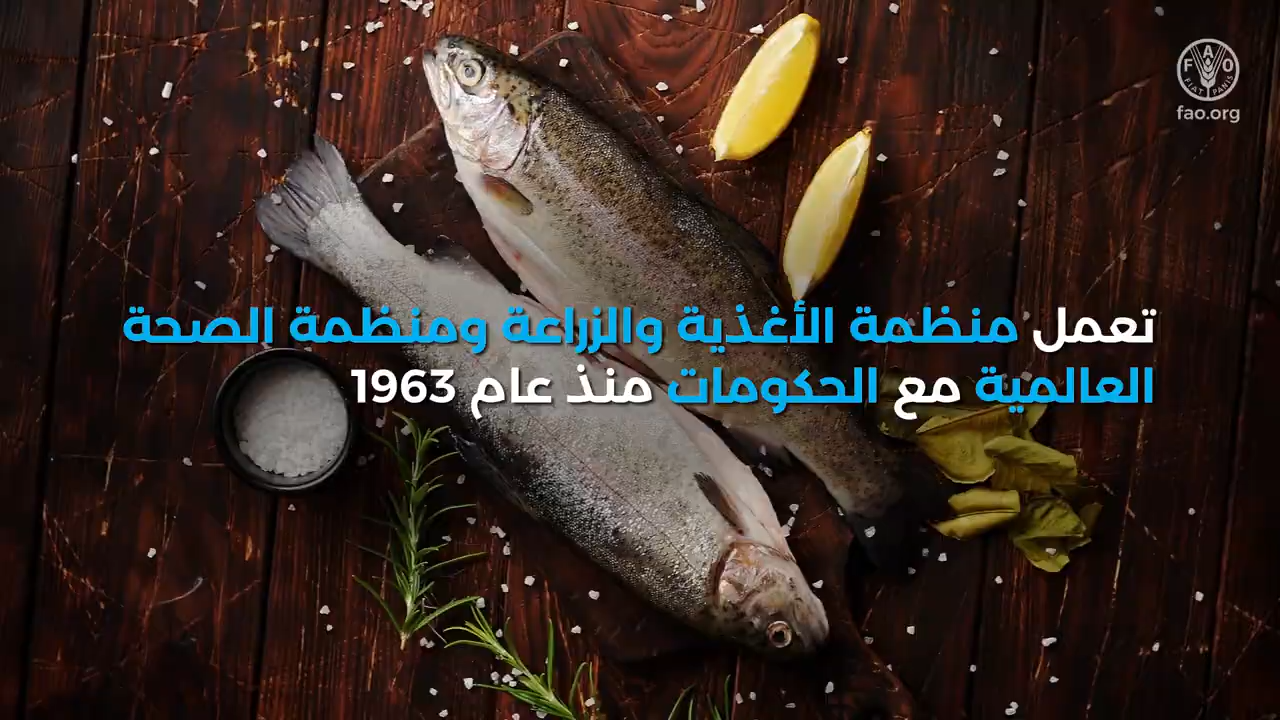 F A O
FIAT PANIS
fao.org
تعمل منظمة الأغذية والزراعة ومنظمة الصحة
العالمية مع الحكومات منذ عام 1963